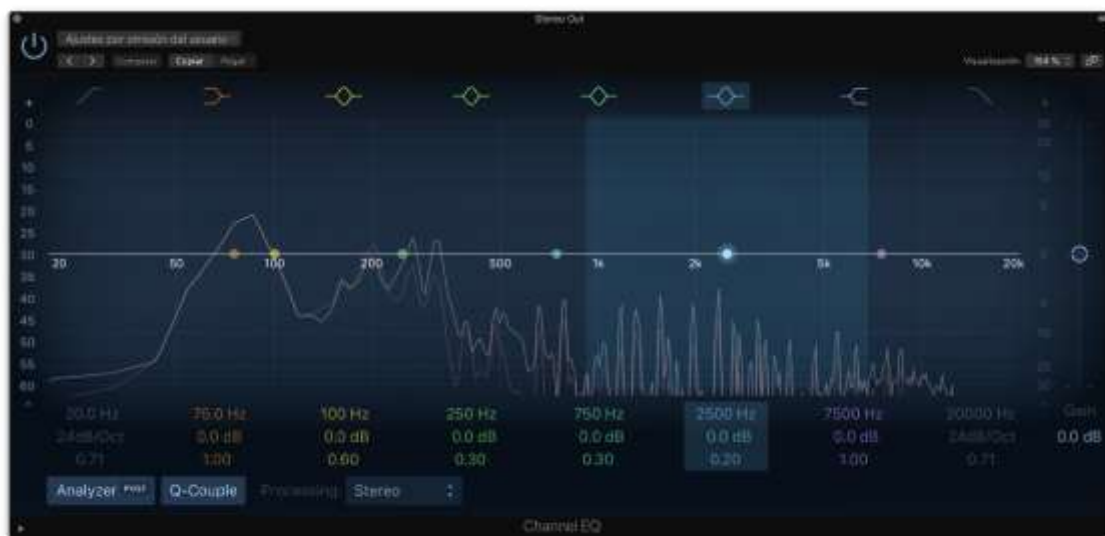 Stereo Out
Ajustes por omisión del usuario
Comparar Copiar Pegar
Visualización: 164 %
+
0
5
10
15
20
25
30
35
40
45
50
55
60
-
20 50 100 200 500 1k 2k 5k 10k 20k
20.0 Hz 75.0 Hz 100 Hz 250 Hz 750 Hz 2500 Hz 7500 Hz 20000 Hz Gain
24dB/Oct 0.0 dB 0.0 dB 0.0 dB 0.0 dB 0.0 dB 0.0 dB 24dB/Oct 0.0 dB
0.71 1.00 0.60 0.30 0.30 0.20 1.00 0.71
Analyzer POST Q-Couple Processing: Stereo
Channel EQ